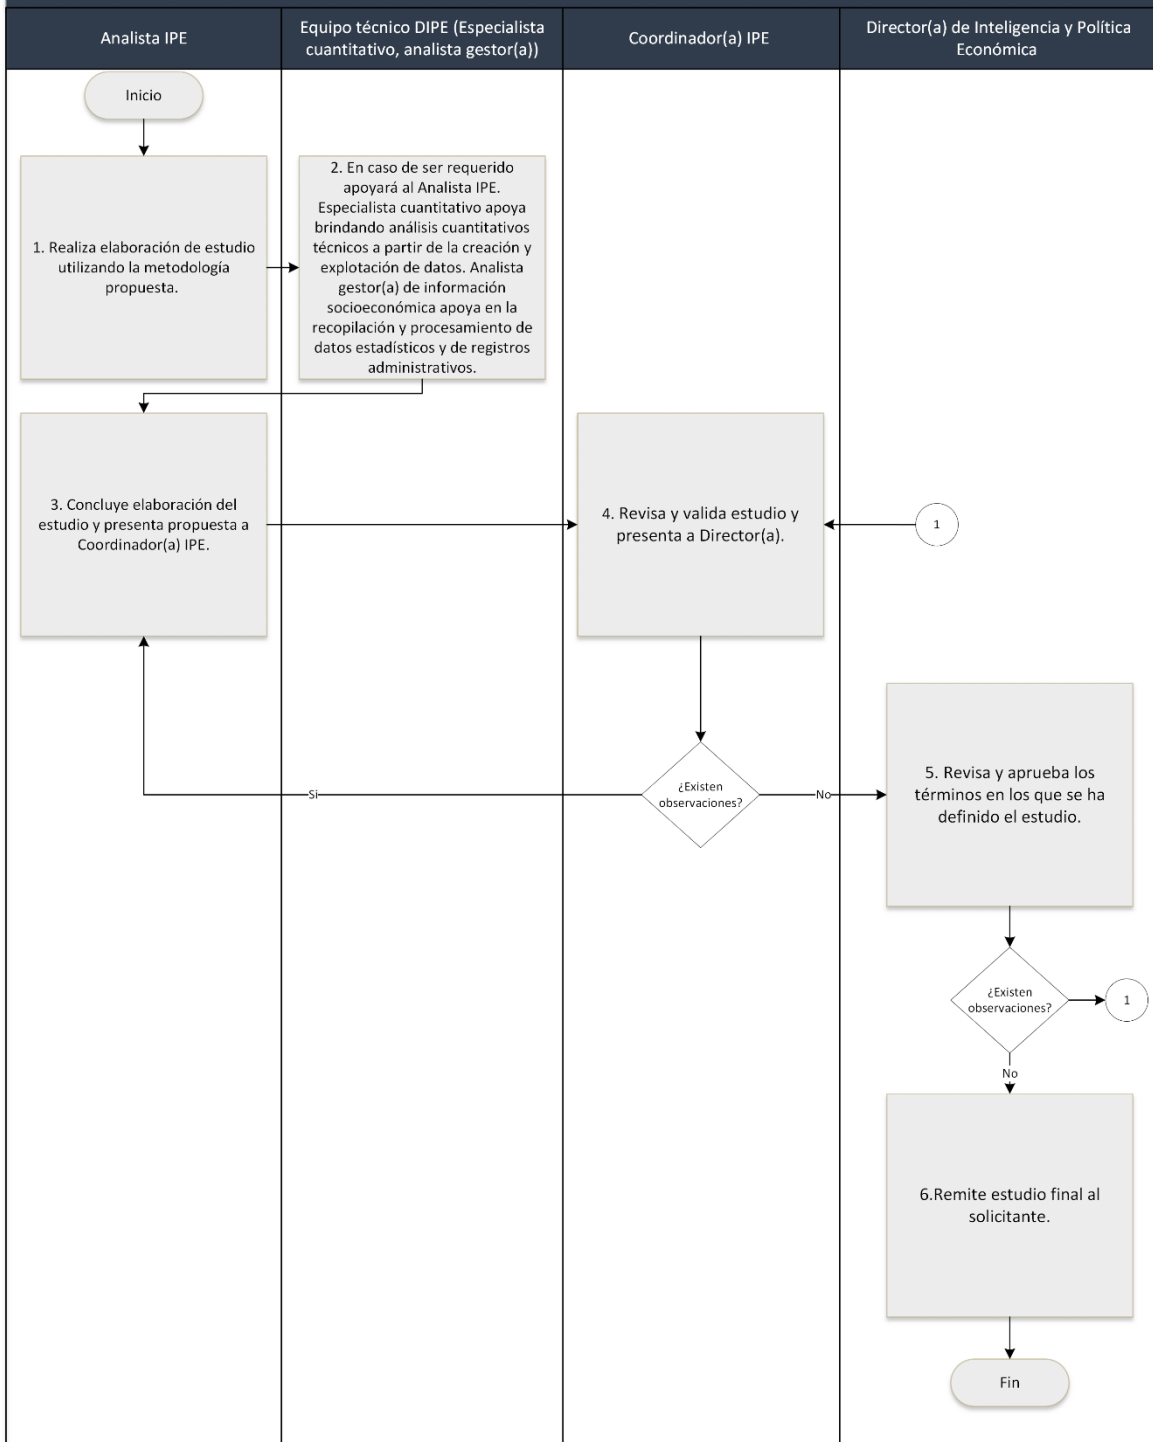 Analista IPE
Equipo técnico DIPE (Especialista
cuantitativo, analista gestor(a))
Coordinador(a) IPE
Director(a) de Inteligencia y Política
Económica
Inicio
1. Realiza elaboración de estudio
utilizando la metodología
propuesta.
2. En caso de ser requerido
apoyará al Analista IPE.
Especialista cuantitativo apoya
brindando análisis cuantitativos
técnicos a partir de la creación y
explotación de datos. Analista
gestor(a) de información
socioeconómica apoya en la
recopilación y procesamiento de
datos estadísticos y de registros
administrativos.
3. Concluye elaboración del
estudio y presenta propuesta a
Coordinador(a) IPE.
4. Revisa y valida estudio y
presenta a Director(a).
1
¿Existen
observaciones?
Si
No
5. Revisa y aprueba los
términos en los que se ha
definido el estudio.
¿Existen
observaciones?
1
No
6.Remite estudio final al
solicitante.
Fin